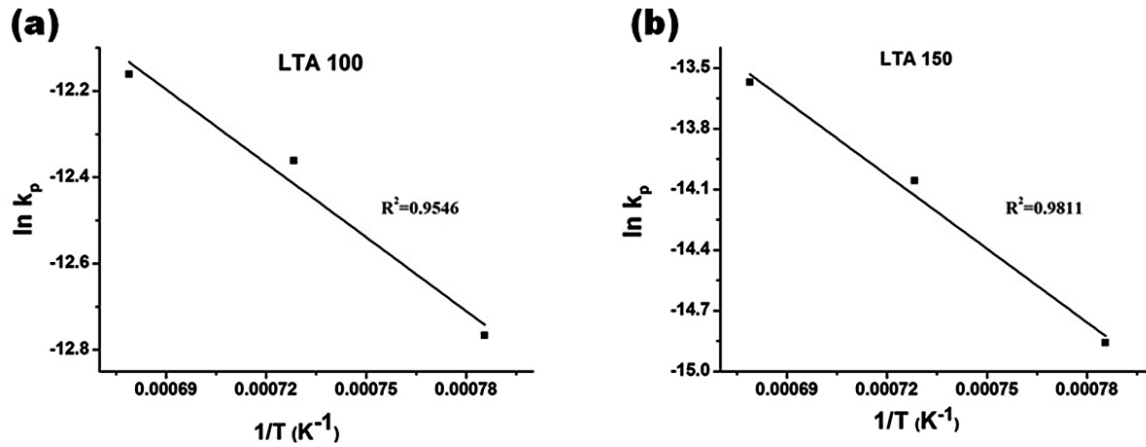 (a)
LTA 100
-12.2
-12.4
-12.6
-12.8
ln k_p
R²=0.9546
0.00069 0.00072 0.00075 0.00078
1/T (K⁻¹)
(b)
LTA 150
-13.5
-13.8
-14.1
-14.4
-14.7
-15.0
ln k_p
R²=0.9811
0.00069 0.00072 0.00075 0.00078
1/T (K⁻¹)